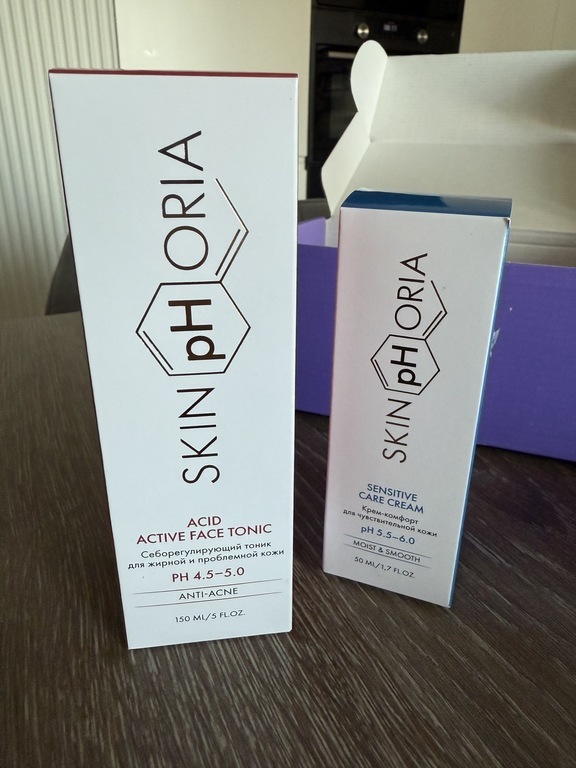 SKIN pH ORIA
ACID
ACTIVE FACE TONIC
Себорегулирующий тоник
для жирной и проблемной кожи
PH 4.5–5.0
ANTI-ACNE
150 ML/5 FL.OZ.
SKIN pH ORIA
SENSITIVE
CARE CREAM
Крем-комфорт
для чувствительной кожи
pH 5.5–6.0
MOIST & SMOOTH
50 ML/1,7 FL.OZ.